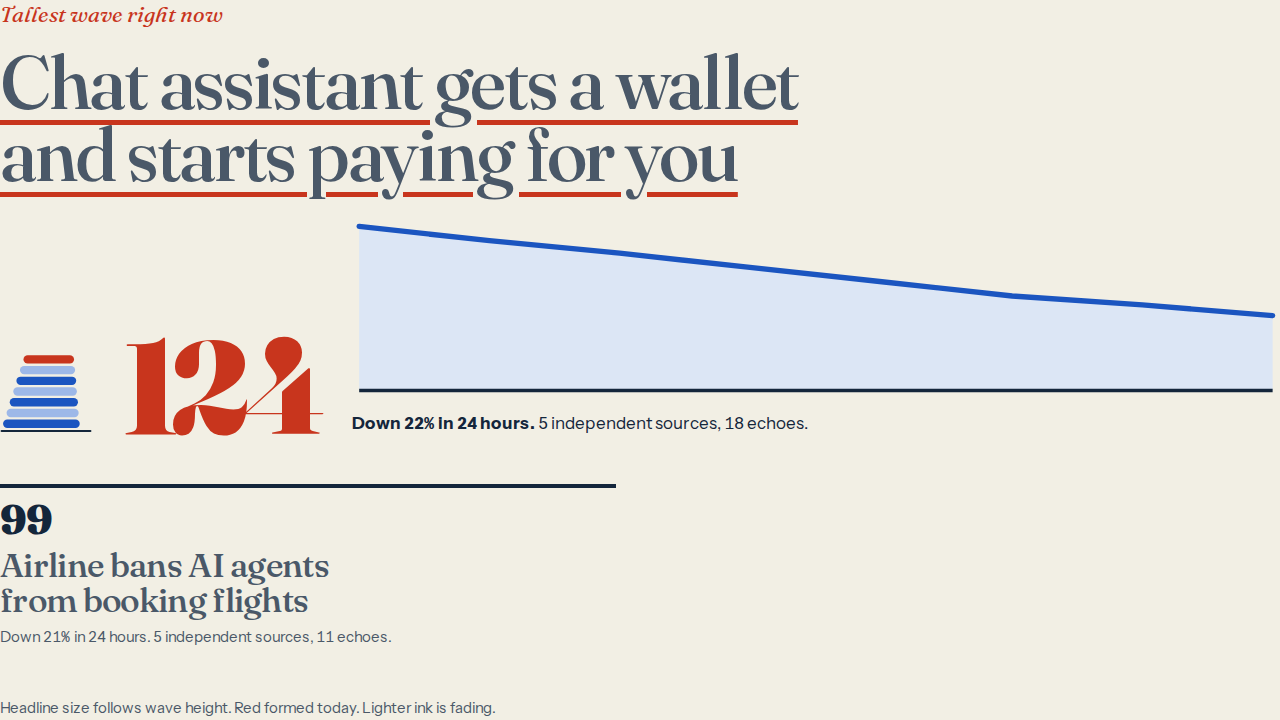 Tallest wave right now
Chat assistant gets a wallet
and starts paying for you
124
Down 22% in 24 hours. 5 independent sources, 18 echoes.
99
Airline bans AI agents
from booking flights
Down 21% in 24 hours. 5 independent sources, 11 echoes.
Headline size follows wave height. Red formed today. Lighter ink is fading.